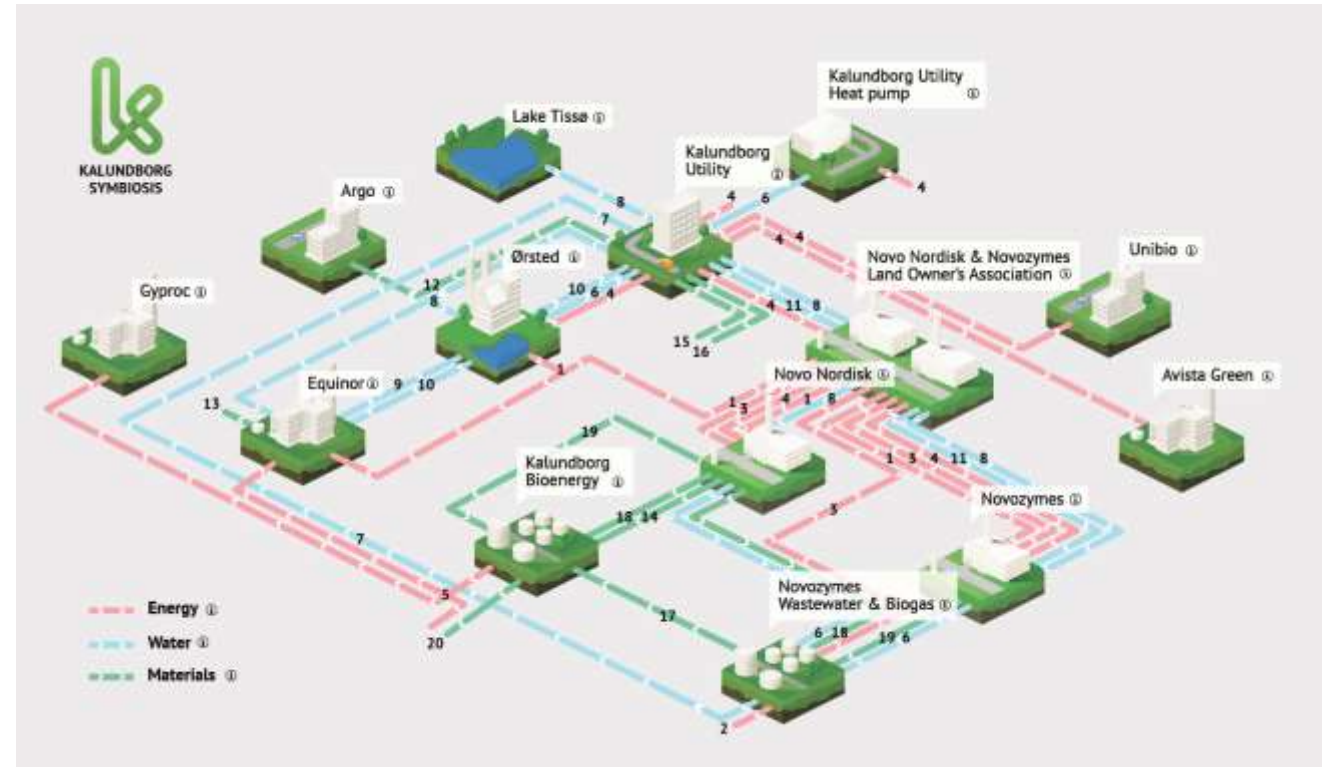 KALUNDBORG
SYMBIOSIS
Kalundborg Utility
Heat pump
Lake Tissø
Kalundborg
Utility
4
6
4
8
7
4
4
Argo
Ørsted
Novo Nordisk & Novozymes
Land Owner's Association
Unibio
Gyproc
12
8
10 6 4
4 11 8
15
16
Equinor
9 10
1
Novo Nordisk
Avista Green
13
1
3
4 1 8
19
Kalundborg
Bioenergy
1 3 4 11 8
Novozymes
18 14
3
7
5
Novozymes
Wastewater & Biogas
Energy
17
6 18
19 6
Water
20
Materials
2